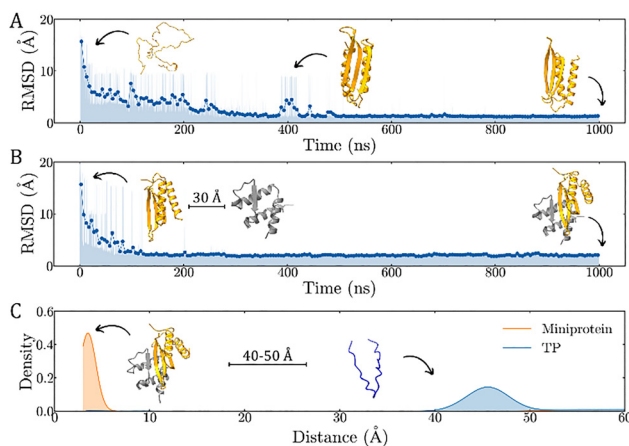 A
20
10
0
RMSD (Å)
0 200 400 600 800 1000
Time (ns)
B
20
10
0
RMSD (Å)
30 Å
0 200 400 600 800 1000
Time (ns)
C
0.6
0.4
0.2
0.0
Density
40-50 Å
Miniprotein
TP
10 20 30 40 50 60
Distance (Å)